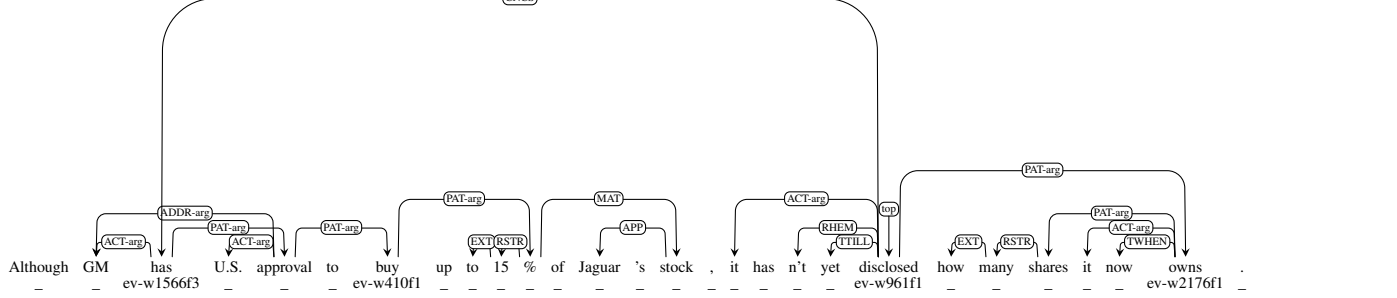 ADDR-arg PAT-arg ACT-arg ACT-arg PAT-arg PAT-arg EXT RSTR MAT APP ACT-arg RHEM TTILL top PAT-arg EXT RSTR PAT-arg ACT-arg TWHEN
Although GM has U.S. approval to buy up to 15 % of Jaguar 's stock , it has n't yet disclosed how many shares it now owns .
_ _ ev-w1566f3 _ _ _ ev-w410f1 _ _ _ _ _ _ _ _ _ _ _ _ _ ev-w961f1 _ _ _ _ _ ev-w2176f1 _